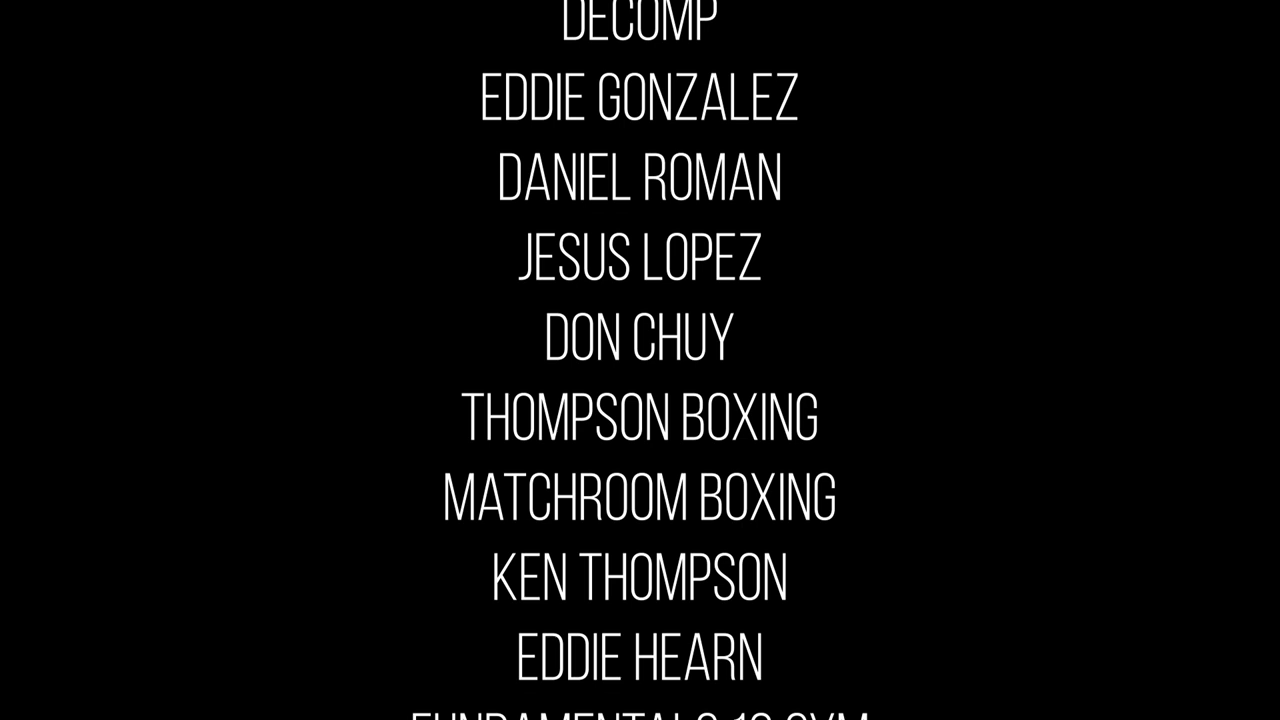 DECOMP
EDDIE GONZALEZ
DANIEL ROMAN
JESUS LOPEZ
DON CHUY
THOMPSON BOXING
MATCHROOM BOXING
KEN THOMPSON
EDDIE HEARN